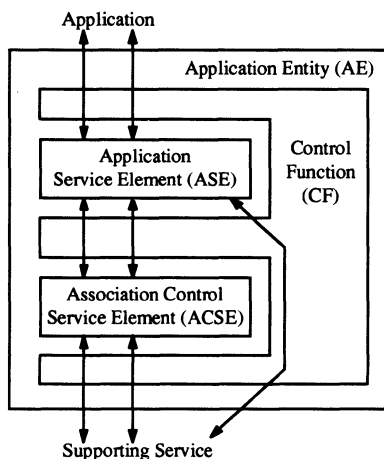 Application
Application Entity (AE)
Application
Service Element (ASE)
Control
Function
(CF)
Association Control
Service Element (ACSE)
Supporting Service